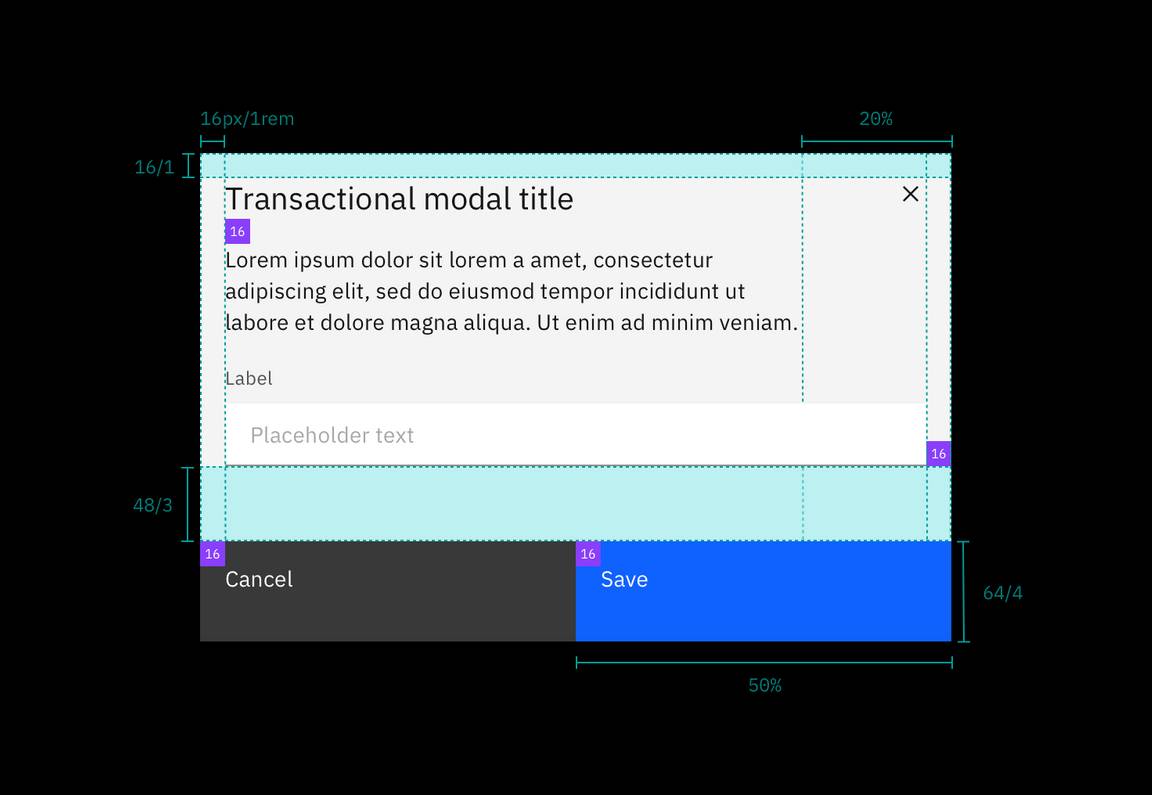 16px/1rem
20%
16/1
Transactional modal title
16
Lorem ipsum dolor sit lorem a amet, consectetur
adipiscing elit, sed do eiusmod tempor incididunt ut
labore et dolore magna aliqua. Ut enim ad minim veniam.
Label
Placeholder text
16
48/3
16
16
Cancel
Save
64/4
50%